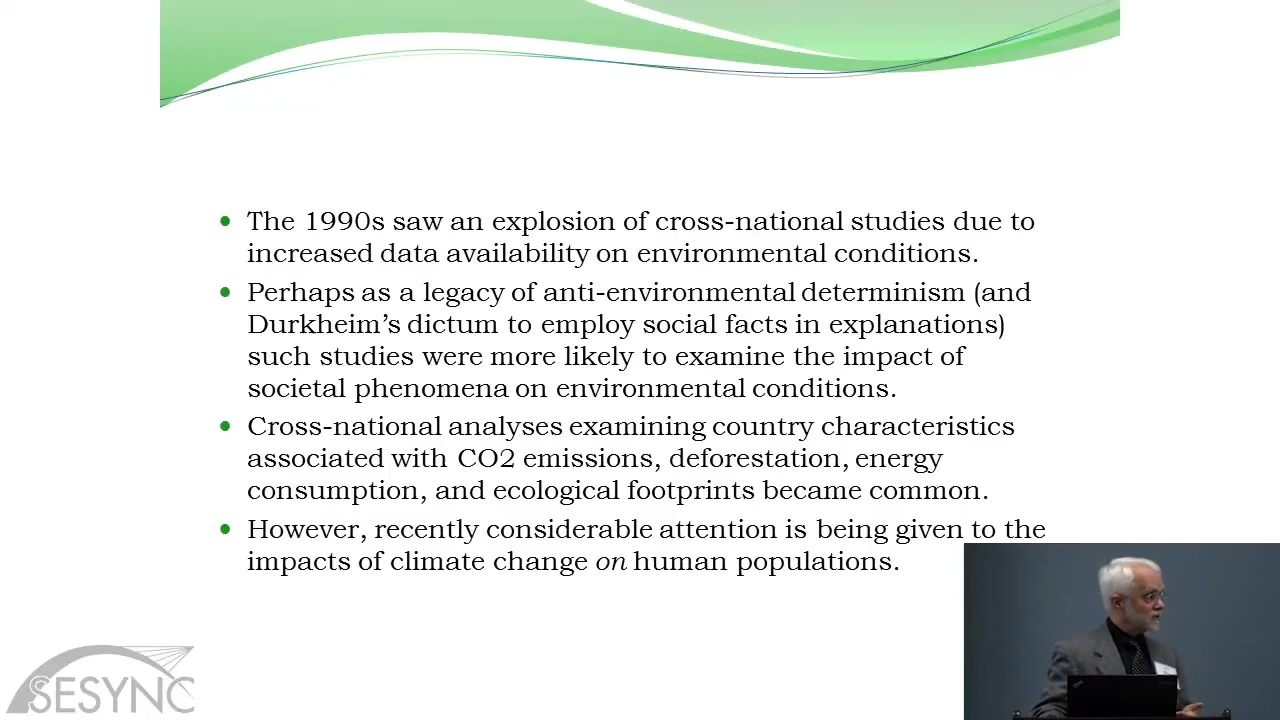 The 1990s saw an explosion of cross-national studies due to
increased data availability on environmental conditions.
Perhaps as a legacy of anti-environmental determinism (and
Durkheim's dictum to employ social facts in explanations)
such studies were more likely to examine the impact of
societal phenomena on environmental conditions.
Cross-national analyses examining country characteristics
associated with CO2 emissions, deforestation, energy
consumption, and ecological footprints became common.
However, recently considerable attention is being given to the
impacts of climate change on human populations.
SESYNC